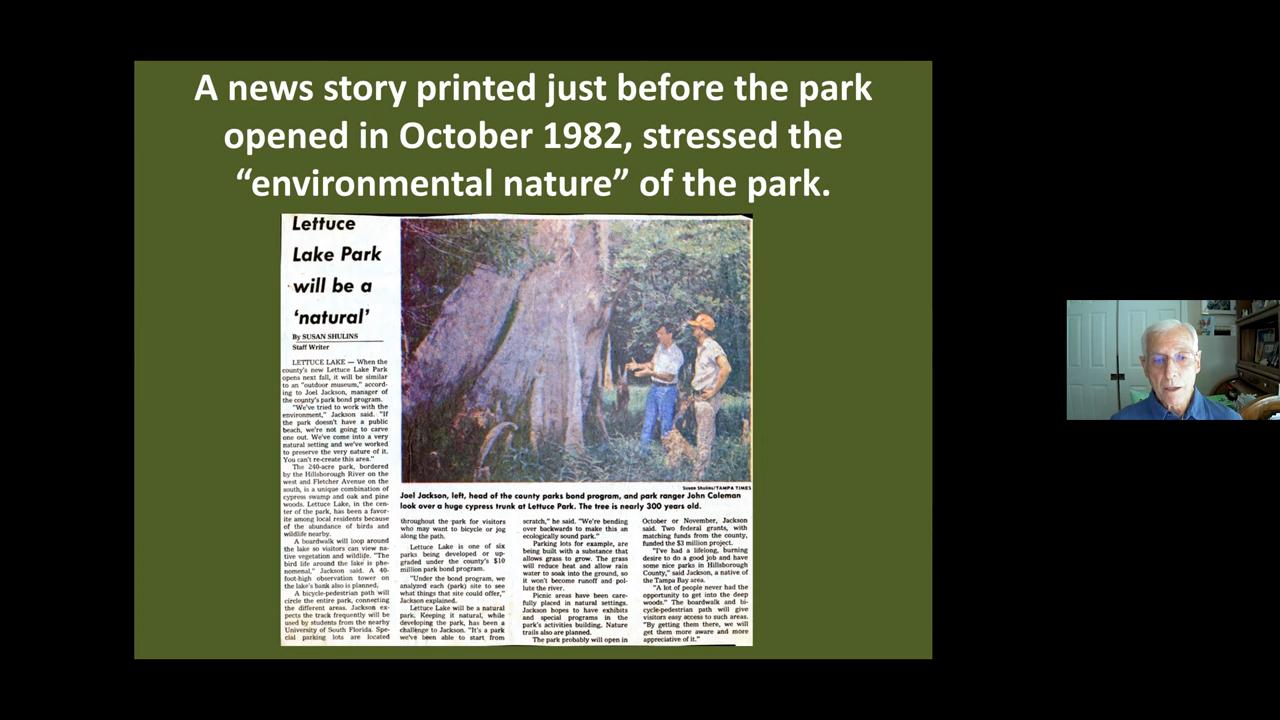 A news story printed just before the park
opened in October 1982, stressed the
“environmental nature” of the park.
Lettuce
Lake Park
will be a
‘natural’
By SUSAN SHULINS
Staff Writer
LETTUCE LAKE — When the
county's new Lettuce Lake Park
opens next fall, it will be similar
to an "outdoor museum," accord-
ing to Joel Jackson, manager of
the county's park bond program.
"We've tried to work with the
environment," Jackson said. "If
the park doesn't have a public
beach, we're not going to carve
one out. We've come into a very
natural setting and we've worked
to preserve the very nature of it.
You can't re-create this area."
The 240-acre park, bordered
by the Hillsborough River on the
west and Fletcher Avenue on the
south, is a unique combination of
cypress swamp and oak and pine
woods. Lettuce Lake, in the cen-
ter of the park, has been a favor-
ite among local residents because
of the abundance of birds and
wildlife nearby.
A boardwalk will loop around
the lake so visitors can view na-
tive vegetation and wildlife. "The
bird life around the lake is phe-
nomenal," Jackson said. A 40-
foot-high observation tower on
the lake's bank also is planned.
A bicycle-pedestrian path will
circle the entire park, connecting
the different areas. Jackson ex-
pects the track frequently will be
used by students from the nearby
University of South Florida. Spe-
cial parking lots are located
Susan Shulins/TAMPA TIMES
Joel Jackson, left, head of the county parks bond program, and park ranger John Coleman
look over a huge cypress trunk at Lettuce Park. The tree is nearly 300 years old.
throughout the park for visitors
who may want to bicycle or jog
along the path.
Lettuce Lake is one of six
parks being developed or up-
graded under the county's $10
million park bond program.
"Under the bond program, we
analyzed each (park) site to see
what things that site could offer,"
Jackson explained.
Lettuce Lake will be a natural
park. Keeping it natural, while
developing the park, has been a
challenge to Jackson. "It's a park
we've been able to start from
scratch," he said. "We're bending
over backwards to make this an
ecologically sound park."
Parking lots for example, are
being built with a substance that
allows grass to grow. The grass
will reduce heat and allow rain
water to soak into the ground, so
it won't become runoff and pol-
lute the river.
Picnic areas have been care-
fully placed in natural settings.
Jackson hopes to have exhibits
and special programs in the
park's activities building. Nature
trails also are planned.
The park probably will open in
October or November, Jackson
said. Two federal grants, with
matching funds from the county,
funded the $3 million project.
"I've had a lifelong, burning
desire to do a good job and have
some nice parks in Hillsborough
County," said Jackson, a native of
the Tampa Bay area.
"A lot of people never had the
opportunity to get into the deep
woods." The boardwalk and bi-
cycle-pedestrian path will give
visitors easy access to such areas.
"By getting them there, we will
get them more aware and more
appreciative of it."